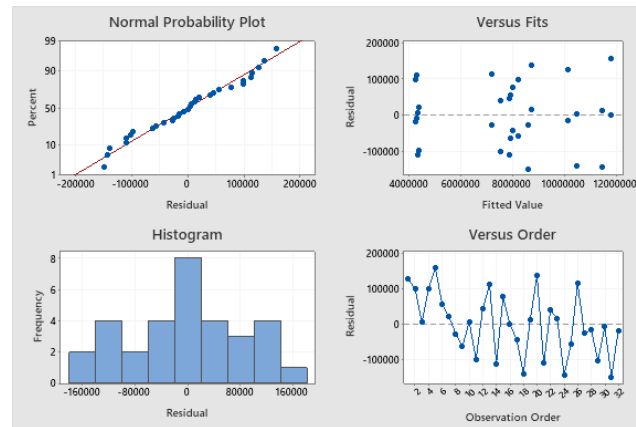 Normal Probability Plot
99
90
50
10
1
Percent
-200000 -100000 0 100000 200000
Residual
Versus Fits
200000
100000
0
-100000
Residual
4000000 6000000 8000000 10000000 12000000
Fitted Value
Histogram
8
6
4
2
0
Frequency
-160000 -80000 0 80000 160000
Residual
Versus Order
200000
100000
0
-100000
Residual
2 4 6 8 10 12 14 16 18 20 22 24 26 28 30 32
Observation Order